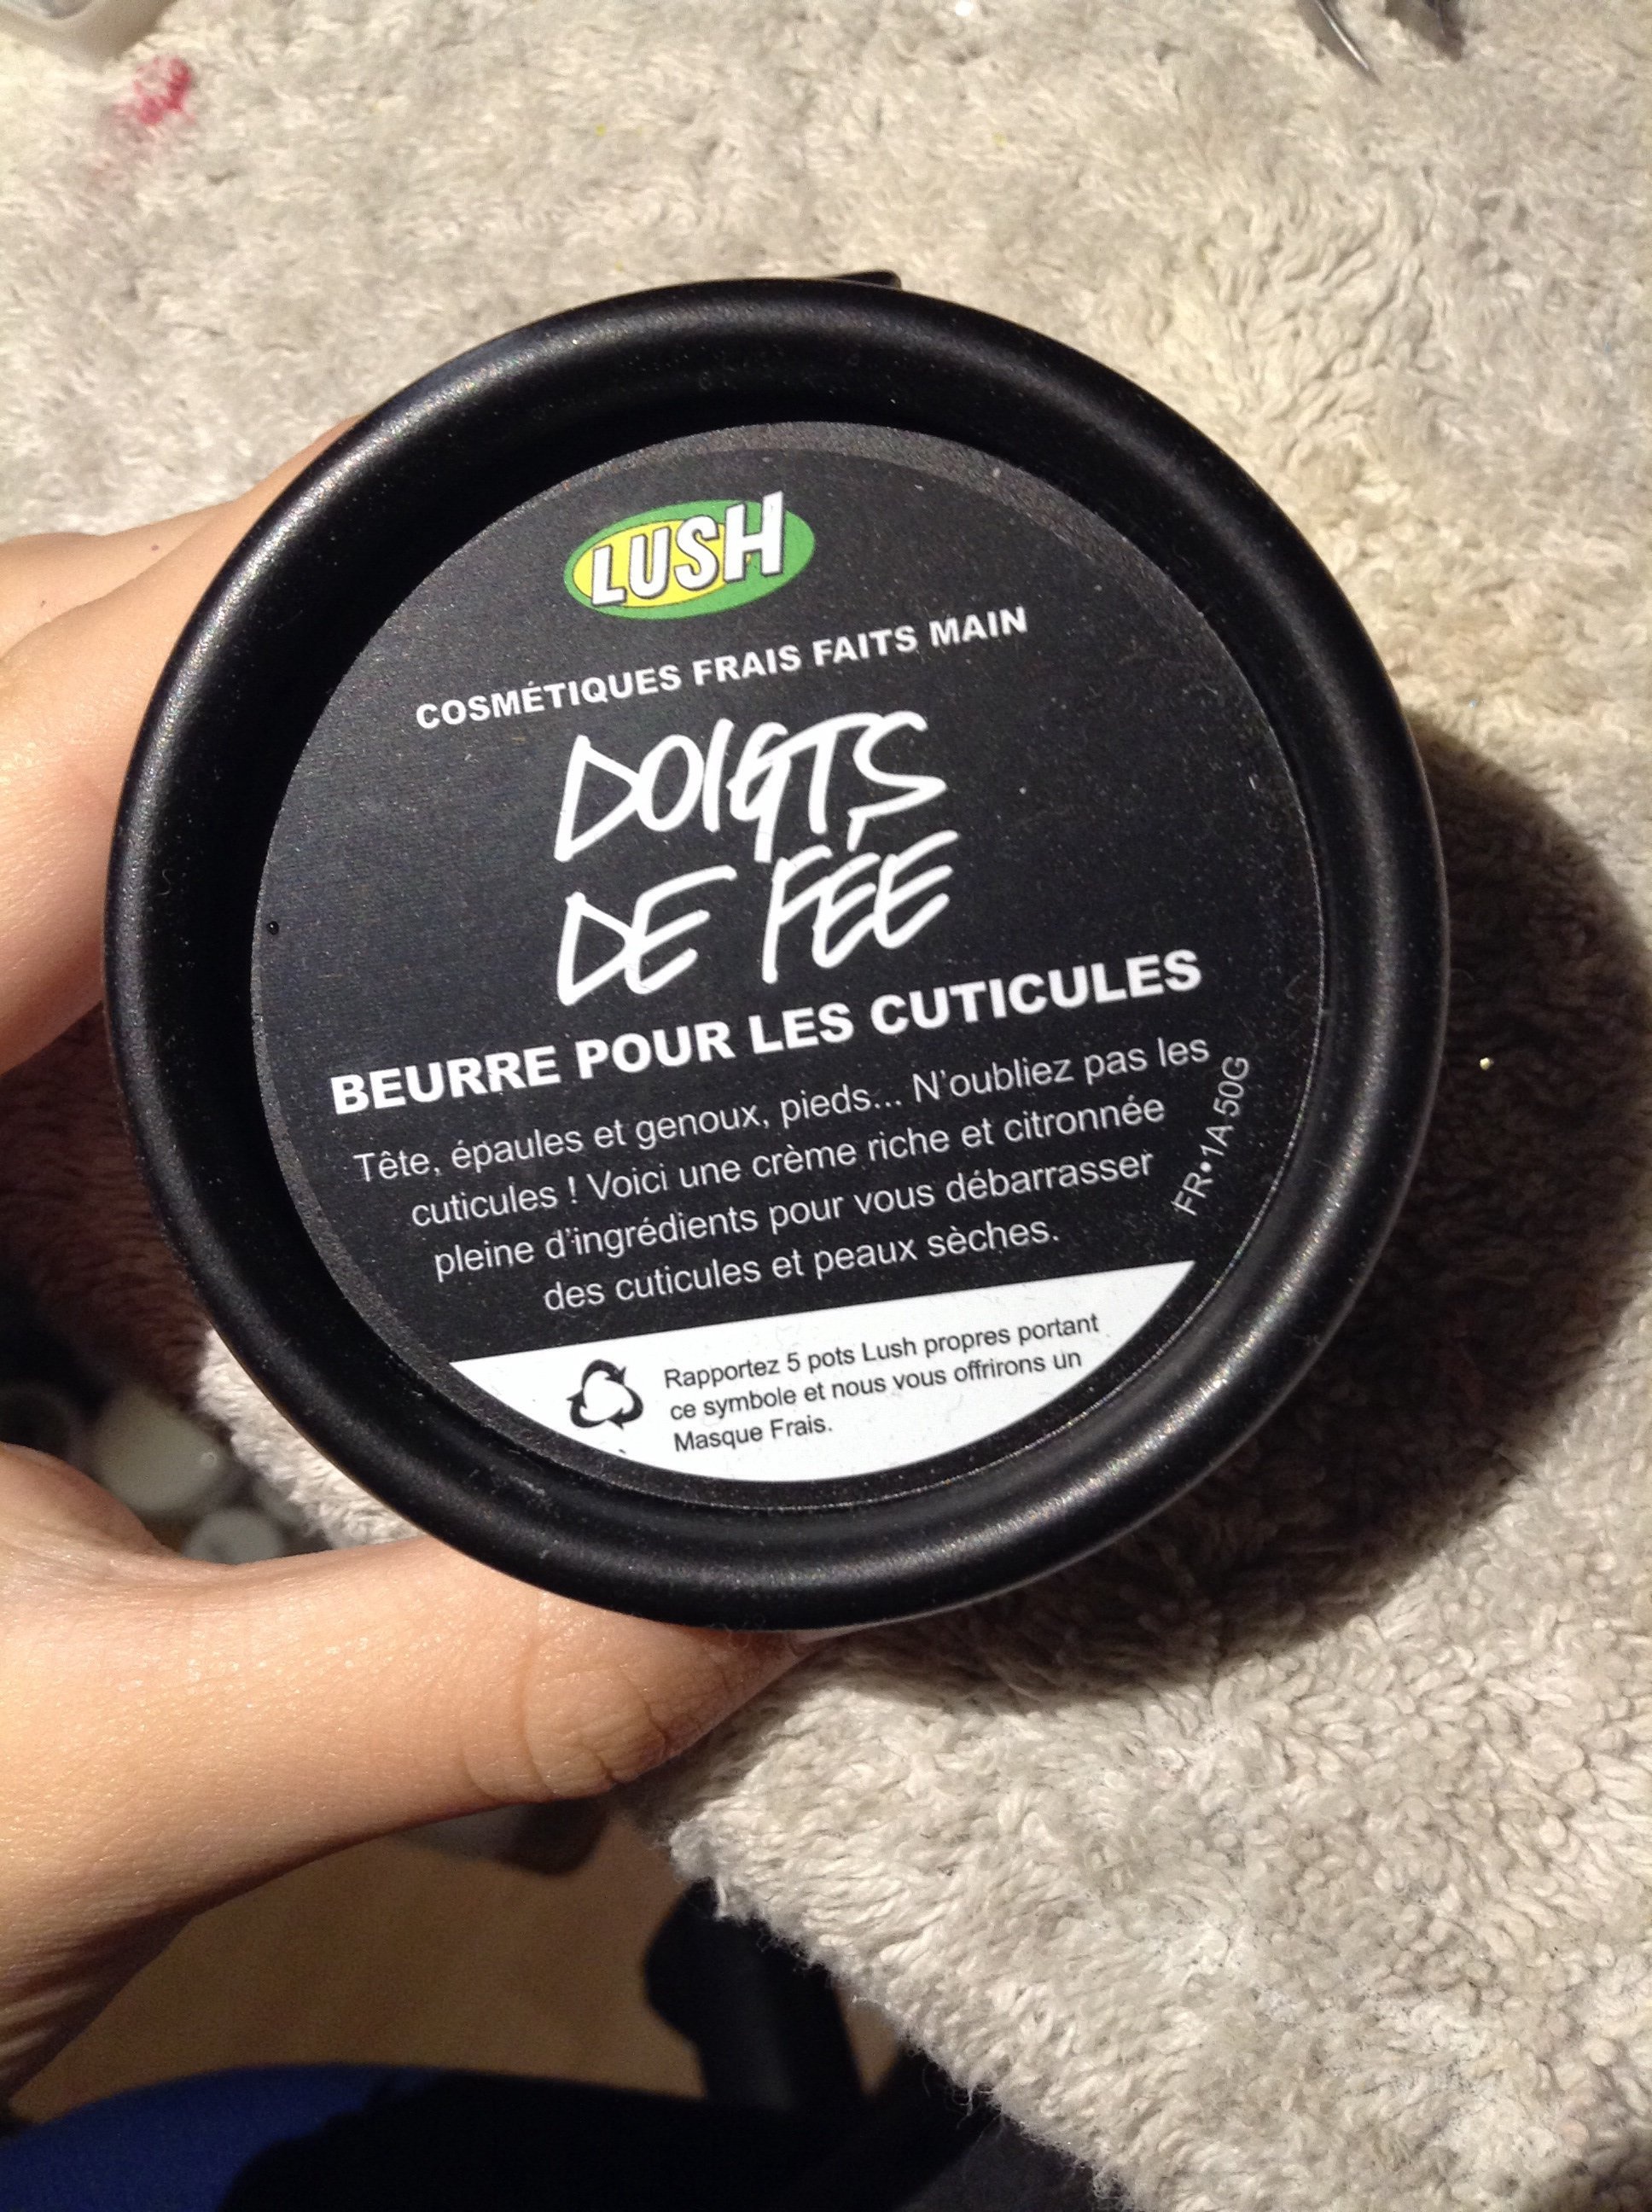 LUSH
COSMÉTIQUES FRAIS FAITS MAIN
DOIGTS
DE FÉE
BEURRE POUR LES CUTICULES
Tête, épaules et genoux, pieds... N'oubliez pas les
cuticules ! Voici une crème riche et citronnée
pleine d'ingrédients pour vous débarrasser
des cuticules et peaux sèches.
FR•1A 50G
Rapportez 5 pots Lush propres portant
ce symbole et nous vous offrirons un
Masque Frais.